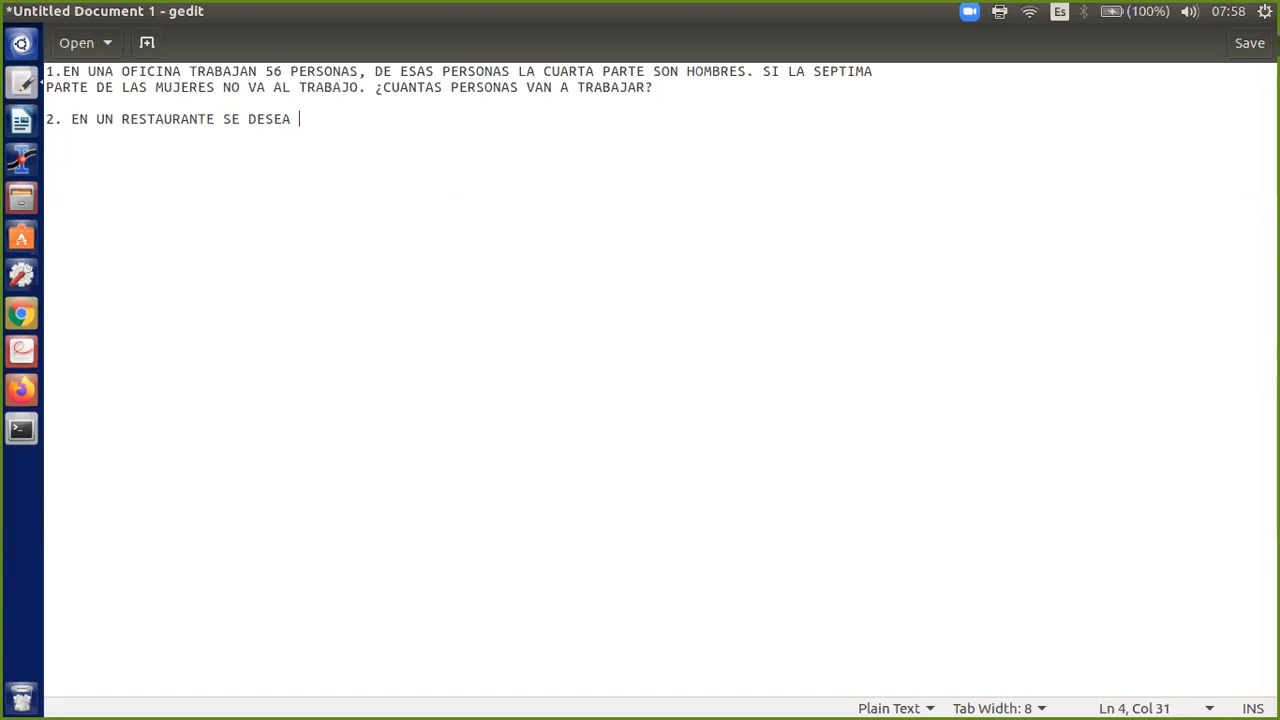 *Untitled Document 1 - gedit
Es
(100%)
07:58
Open
Save
1.EN UNA OFICINA TRABAJAN 56 PERSONAS, DE ESAS PERSONAS LA CUARTA PARTE SON HOMBRES. SI LA SEPTIMA
PARTE DE LAS MUJERES NO VA AL TRABAJO. ¿CUANTAS PERSONAS VAN A TRABAJAR?
2. EN UN RESTAURANTE SE DESEA
Plain Text
Tab Width: 8
Ln 4, Col 31
INS